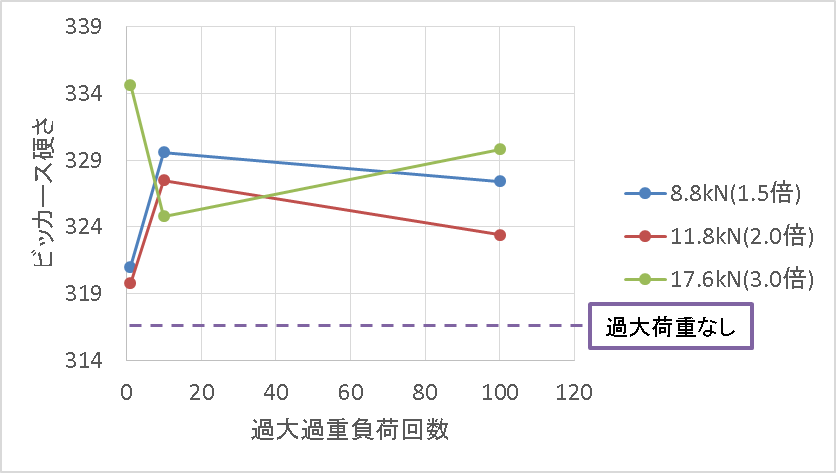 339
334
329
324
319
314
ビッカース硬さ
0 20 40 60 80 100 120
過大過重負荷回数
8.8kN(1.5倍)
11.8kN(2.0倍)
17.6kN(3.0倍)
過大荷重なし